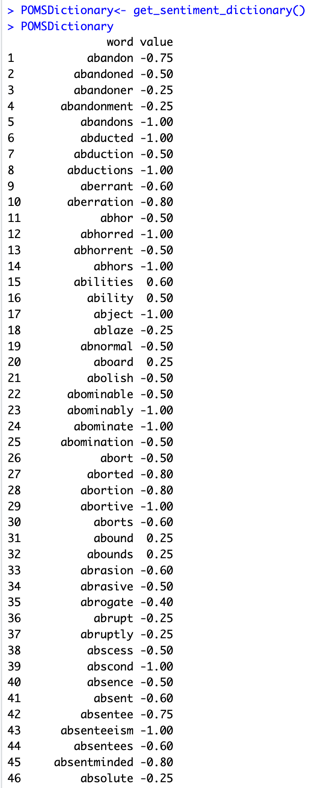 > POMSDictionary<- get_sentiment_dictionary()
> POMSDictionary
word value
1 abandon -0.75
2 abandoned -0.50
3 abandoner -0.25
4 abandonment -0.25
5 abandons -1.00
6 abducted -1.00
7 abduction -0.50
8 abductions -1.00
9 aberrant -0.60
10 aberration -0.80
11 abhor -0.50
12 abhorred -1.00
13 abhorrent -0.50
14 abhors -1.00
15 abilities 0.60
16 ability 0.50
17 abject -1.00
18 ablaze -0.25
19 abnormal -0.50
20 aboard 0.25
21 abolish -0.50
22 abominable -0.50
23 abominably -1.00
24 abominate -1.00
25 abomination -0.50
26 abort -0.50
27 aborted -0.80
28 abortion -0.80
29 abortive -1.00
30 aborts -0.60
31 abound 0.25
32 abounds 0.25
33 abrasion -0.60
34 abrasive -0.50
35 abrogate -0.40
36 abrupt -0.25
37 abruptly -0.25
38 abscess -0.50
39 abscond -1.00
40 absence -0.50
41 absent -0.60
42 absentee -0.75
43 absenteeism -1.00
44 absentees -0.60
45 absentminded -0.80
46 absolute -0.25